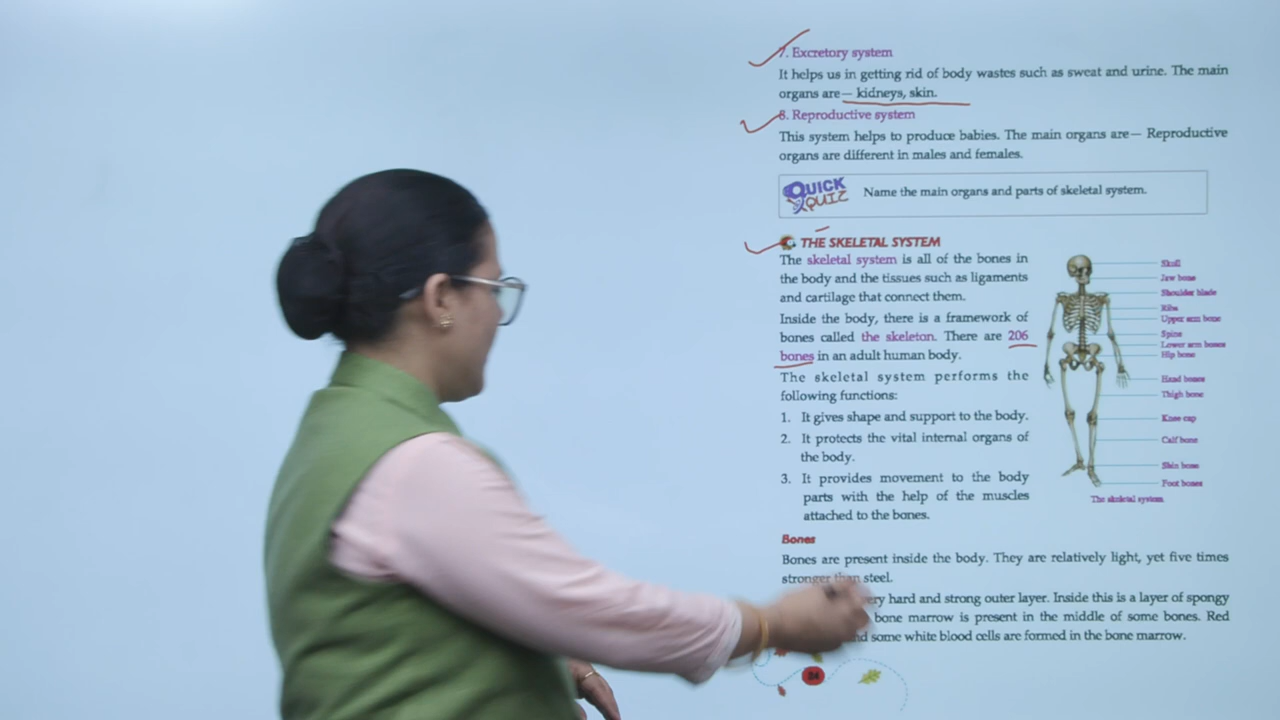 7. Excretory system
It helps us in getting rid of body wastes such as sweat and urine. The main
organs are— kidneys, skin.
8. Reproductive system
This system helps to produce babies. The main organs are— Reproductive
organs are different in males and females.
QUICK QUIZ
Name the main organs and parts of skeletal system.
THE SKELETAL SYSTEM
The skeletal system is all of the bones in
the body and the tissues such as ligaments
and cartilage that connect them.
Inside the body, there is a framework of
bones called the skeleton. There are 206
bones in an adult human body.
The skeletal system performs the
following functions:
1. It gives shape and support to the body.
2. It protects the vital internal organs of
the body.
3. It provides movement to the body
parts with the help of the muscles
attached to the bones.
Skull
Jaw bone
Shoulder blade
Ribs
Upper arm bone
Spine
Lower arm bones
Hip bone
Hand bones
Thigh bone
Knee cap
Calf bone
Shin bone
Foot bones
The skeletal system
Bones
Bones are present inside the body. They are relatively light, yet five times
stronger than steel.
hard and strong outer layer. Inside this is a layer of spongy
bone marrow is present in the middle of some bones. Red
some white blood cells are formed in the bone marrow.
24